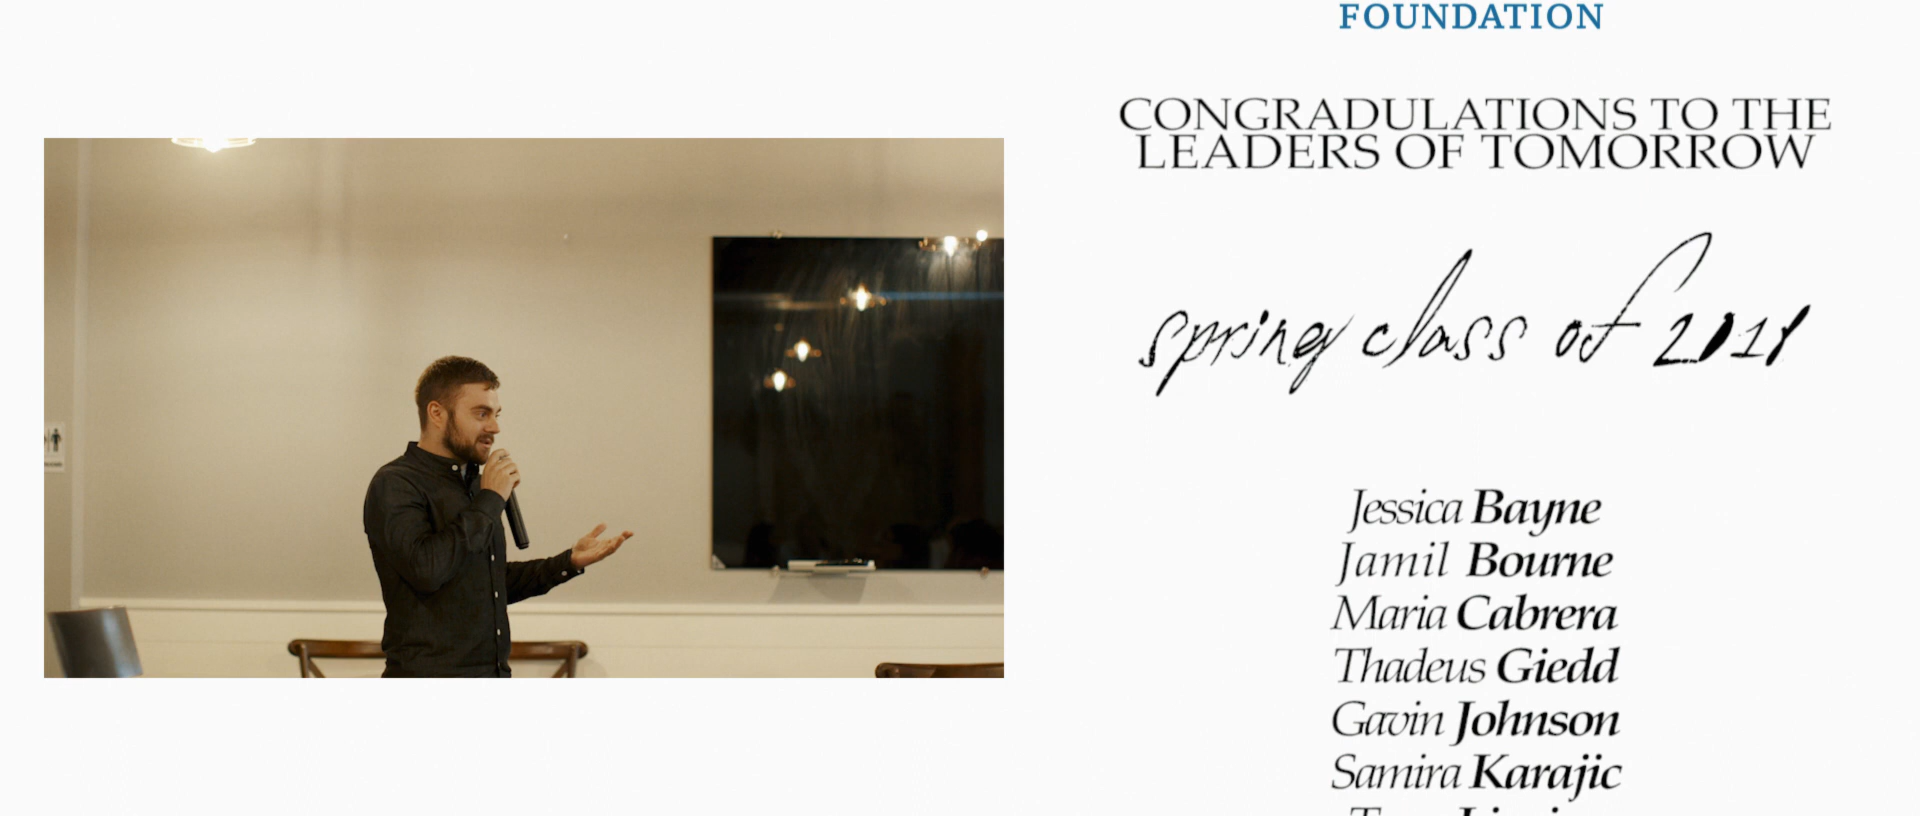 FOUNDATION
CONGRADULATIONS TO THE
LEADERS OF TOMORROW
spring class of 2018
Jessica Bayne
Jamil Bourne
Maria Cabrera
Thadeus Giedd
Gavin Johnson
Samira Karajic